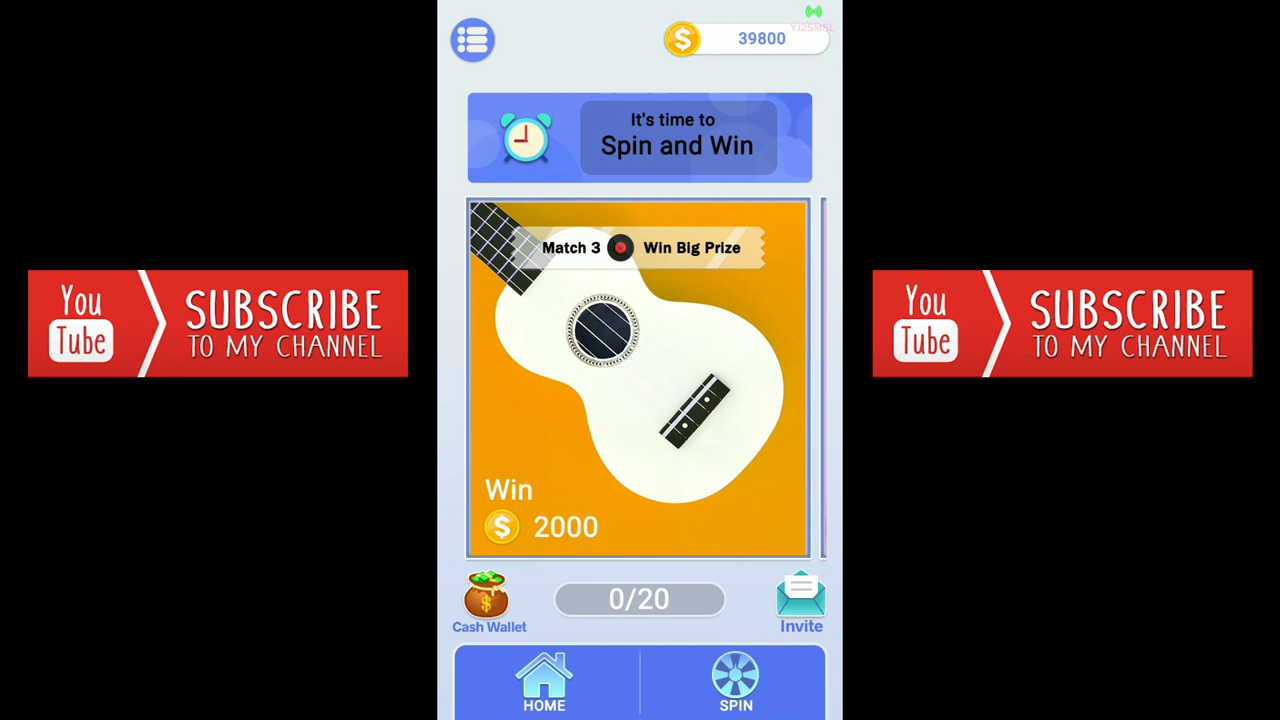 39800
YJ2SM8L
It's time to
Spin and Win
Match 3 Win Big Prize
You
Tube
SUBSCRIBE
TO MY CHANNEL
You
Tube
SUBSCRIBE
TO MY CHANNEL
Win
$ 2000
0/20
Cash Wallet
Invite
HOME
SPIN